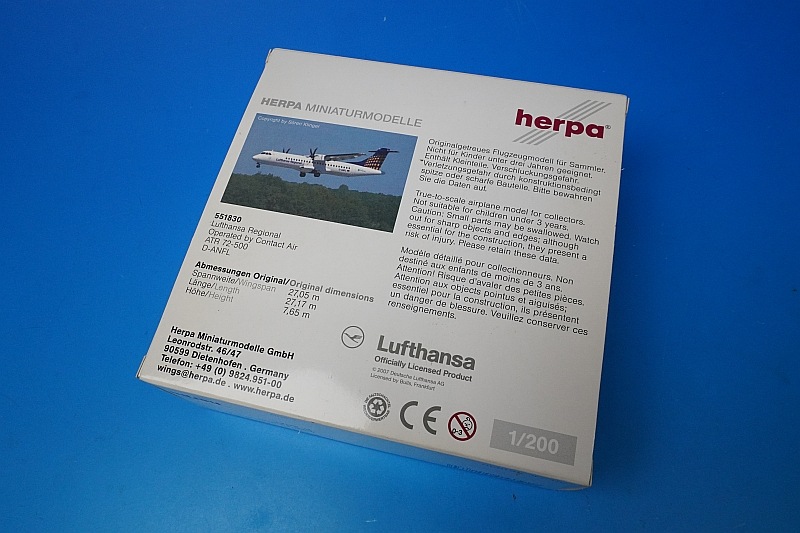 HERPA MINIATURMODELLE
herpa®
Copyright by Sören Klinger
Originalgetreues Flugzeugmodell für Sammler.
Nicht für Kinder unter drei Jahren geeignet.
Enthält Kleinteile. Verschluckungsgefahr.
Verletzungsgefahr durch konstruktionsbedingt
spitze oder scharfe Bauteile. Bitte bewahren
Sie die Daten auf.
True-to-scale airplane model for collectors.
Not suitable for children under 3 years.
Caution: Small parts may be swallowed. Watch
out for sharp objects and edges; although
essential for the construction, they present a
risk of injury. Please retain these data.
Modèle détaillé pour collectionneurs. Non
destiné aux enfants de moins de 3 ans.
Attention! Risque d'avaler des petites pièces.
Attention aux objets pointus et aiguisés;
essentiel pour la construction, ils présentent
un danger de blessure. Veuillez conserver ces
renseignements.
551830
Lufthansa Regional
Operated by Contact Air
ATR 72-500
D-ANFL
Abmessungen Original/Original dimensions
Spannweite/Wingspan 27,05 m
Länge/Length 27,17 m
Höhe/Height 7,65 m
Herpa Miniaturmodelle GmbH
Leonrodstr. 46/47
90599 Dietenhofen . Germany
Telefon: +49 (0) 9824.951-00
wings@herpa.de . www.herpa.de
Lufthansa
Officially Licensed Product
© 2007 Deutsche Lufthansa AG
Licensed by Bulls, Frankfurt
CE
0-3
1/200